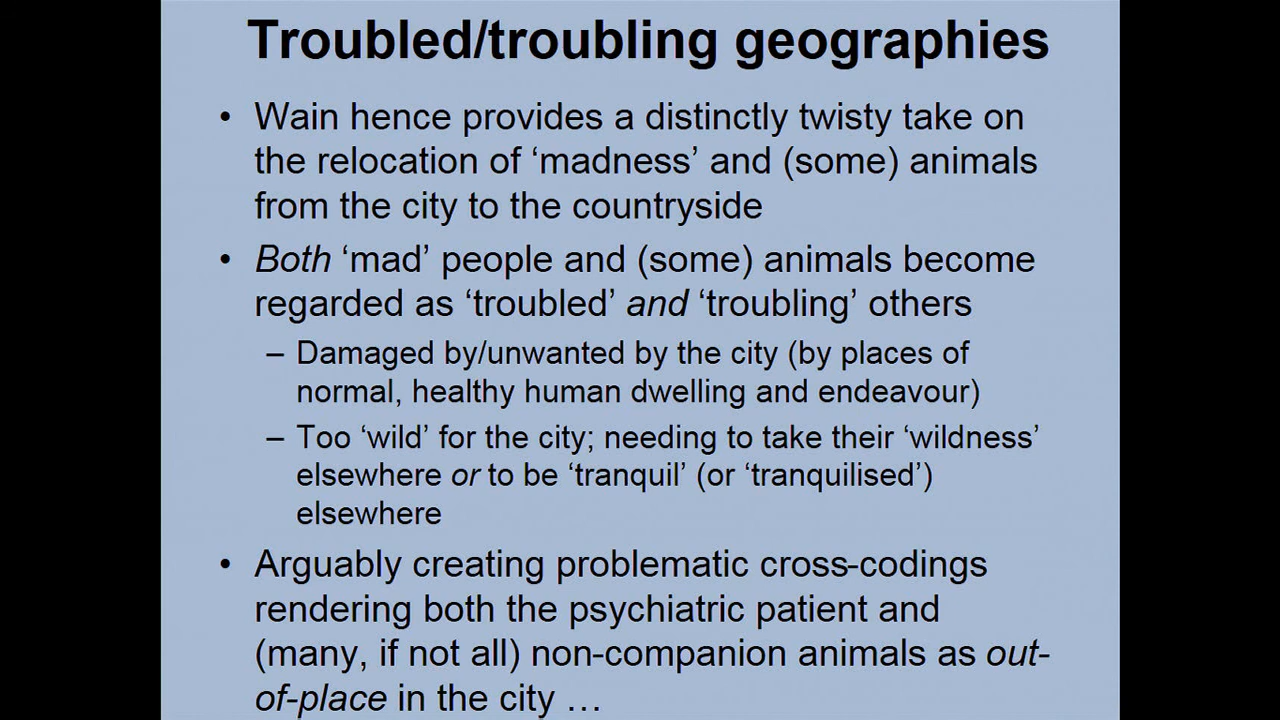 Troubled/troubling geographies
• Wain hence provides a distinctly twisty take on
the relocation of ‘madness’ and (some) animals
from the city to the countryside
• Both ‘mad’ people and (some) animals become
regarded as ‘troubled’ and ‘troubling’ others
– Damaged by/unwanted by the city (by places of
normal, healthy human dwelling and endeavour)
– Too ‘wild’ for the city; needing to take their ‘wildness’
elsewhere or to be ‘tranquil’ (or ‘tranquilised’)
elsewhere
• Arguably creating problematic cross-codings
rendering both the psychiatric patient and
(many, if not all) non-companion animals as out-
of-place in the city …